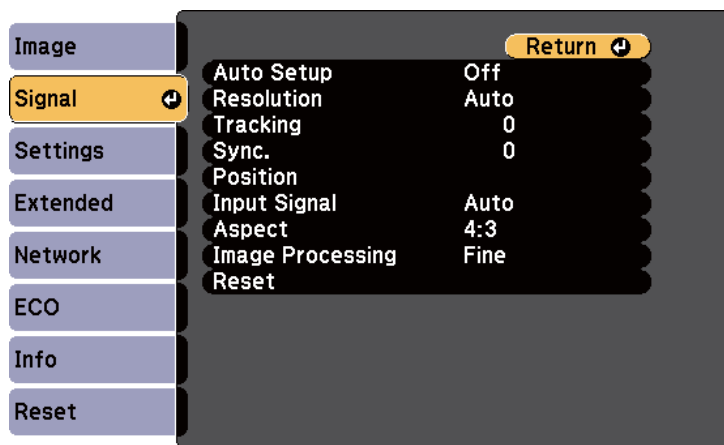 Image
Signal
Settings
Extended
Network
ECO
Info
Reset
Return
Auto Setup Off
Resolution Auto
Tracking 0
Sync. 0
Position
Input Signal Auto
Aspect 4:3
Image Processing Fine
Reset